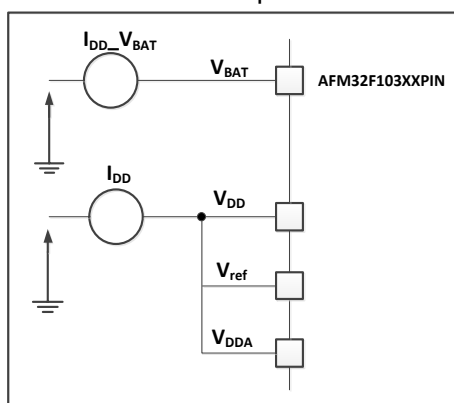 I_DD_V_BAT
V_BAT AFM32F103XXPIN
I_DD
V_DD
V_ref
V_DDA